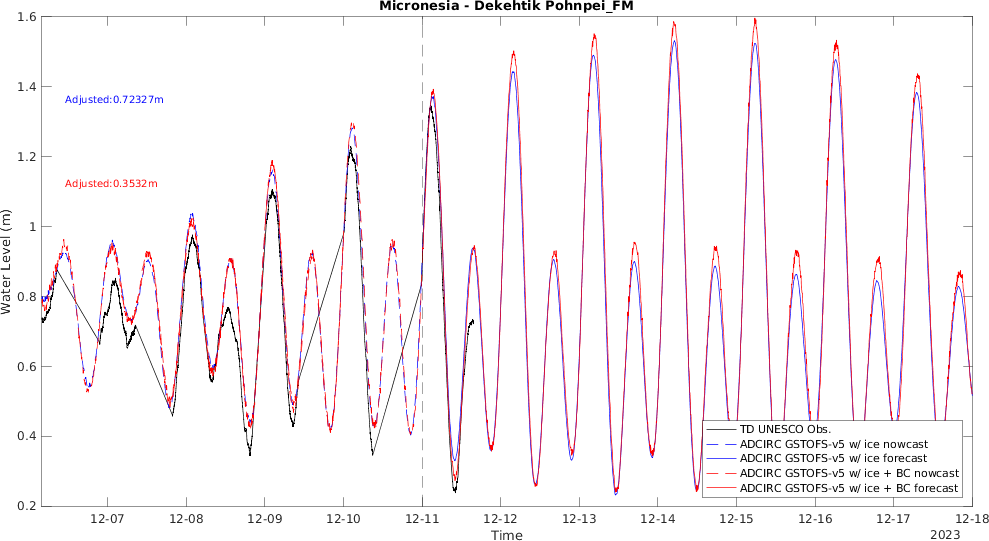 Micronesia - Dekehtik Pohnpei_FM
1.6
1.4
1.2
1
0.8
0.6
0.4
0.2
Water Level (m)
Adjusted:0.72327m
Adjusted:0.3532m
TD UNESCO Obs.
ADCIRC GSTOFS-v5 w/ ice nowcast
ADCIRC GSTOFS-v5 w/ ice forecast
ADCIRC GSTOFS-v5 w/ ice + BC nowcast
ADCIRC GSTOFS-v5 w/ ice + BC forecast
12-07 12-08 12-09 12-10 12-11 12-12 12-13 12-14 12-15 12-16 12-17 12-18
Time
2023